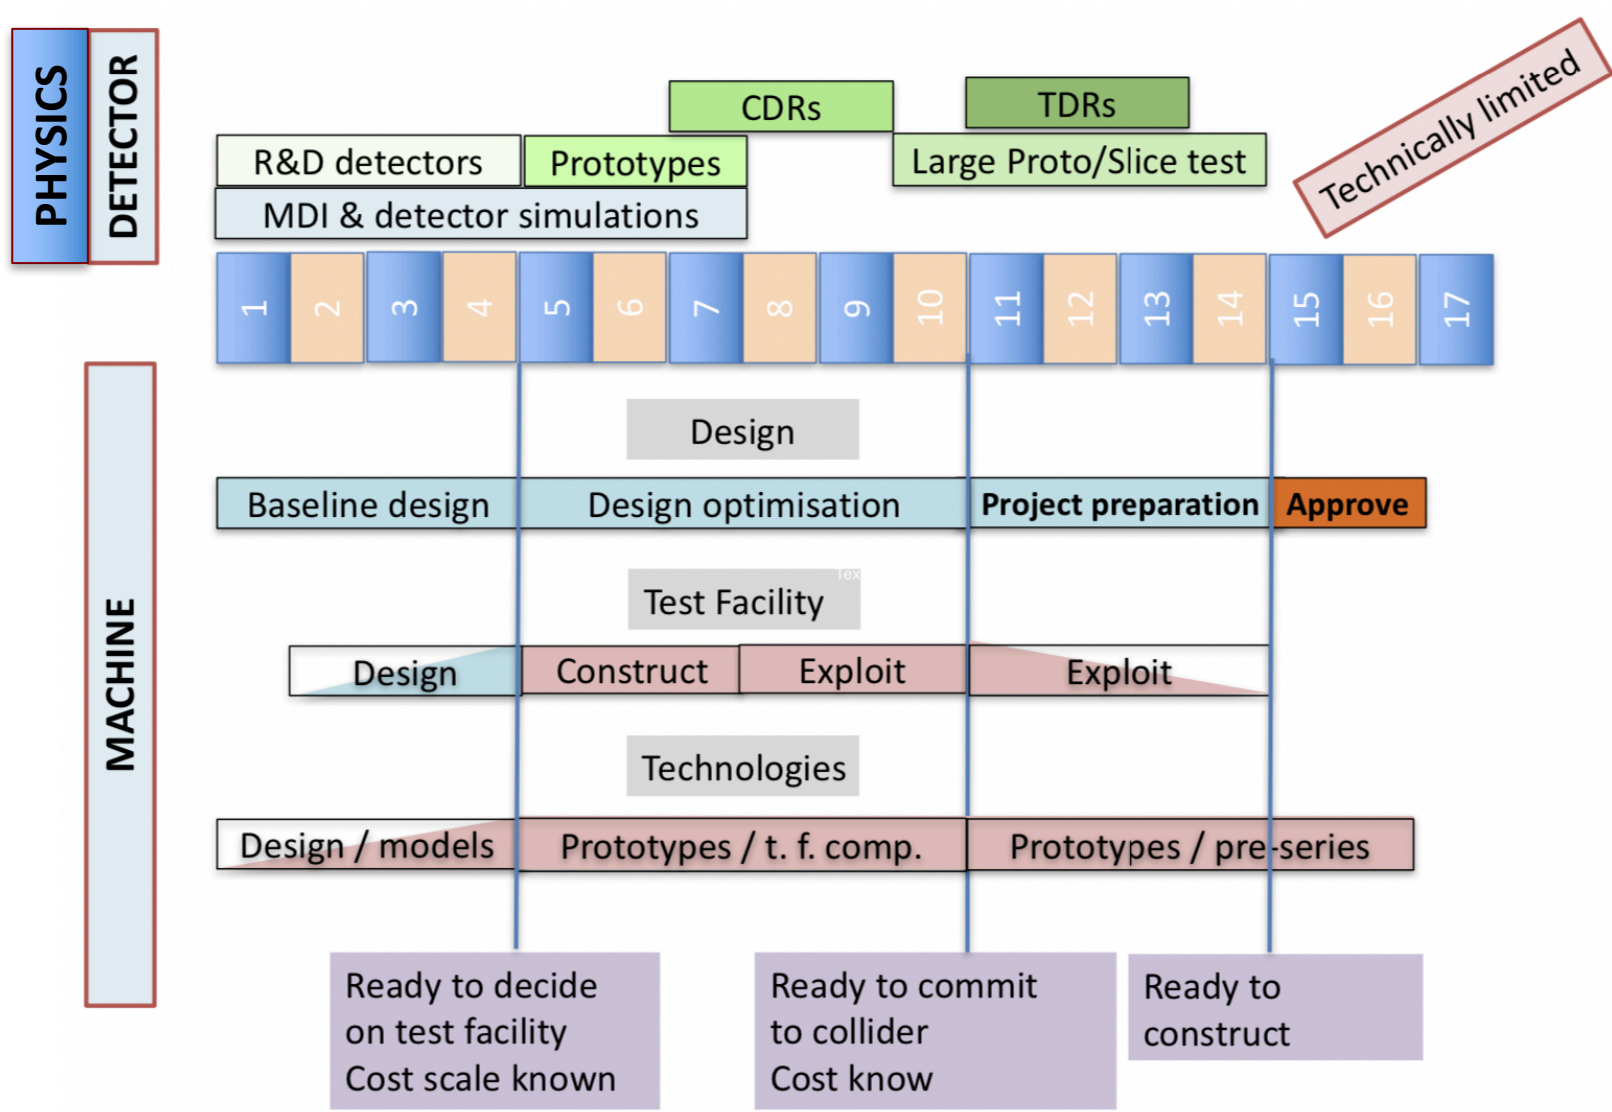 PHYSICS
DETECTOR
CDRs
TDRs
Technically limited
R&D detectors
Prototypes
Large Proto/Slice test
MDI & detector simulations
1 2 3 4 5 6 7 8 9 10 11 12 13 14 15 16 17
MACHINE
Design
Baseline design
Design optimisation
Project preparation
Approve
Tex
Test Facility
Design
Construct
Exploit
Exploit
Technologies
Design / models
Prototypes / t. f. comp.
Prototypes / pre-series
Ready to decide
on test facility
Cost scale known
Ready to commit
to collider
Cost know
Ready to
construct